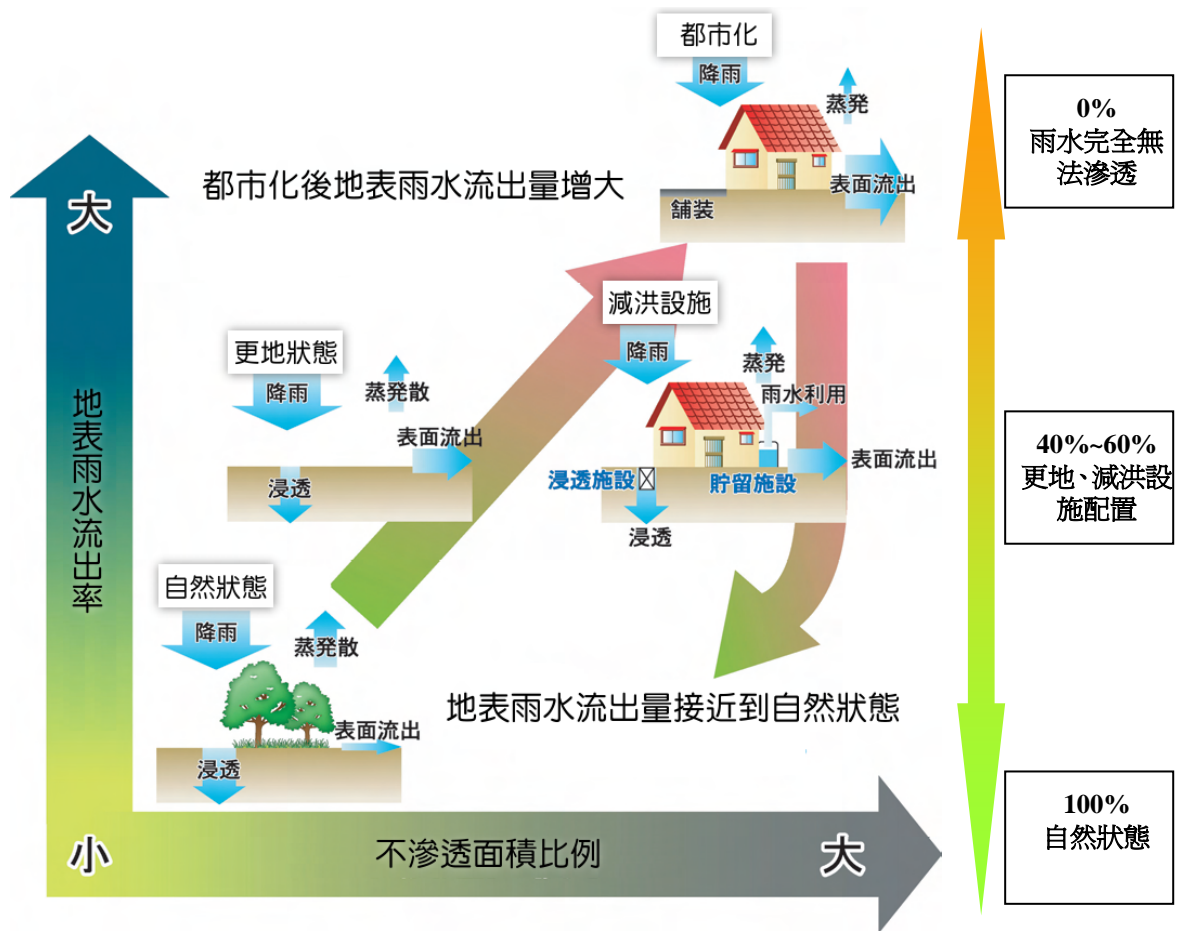 都市化
降雨
蒸発
表面流出
舗装
0%
雨水完全無
法滲透
大
都市化後地表雨水流出量增大
減洪設施
降雨
蒸発
雨水利用
表面流出
浸透施設
貯留施設
浸透
更地狀態
降雨
蒸発散
表面流出
浸透
40%~60%
更地、減洪設
施配置
地表雨水流出率
自然狀態
降雨
蒸発散
表面流出
浸透
地表雨水流出量接近到自然狀態
100%
自然狀態
小
不滲透面積比例
大